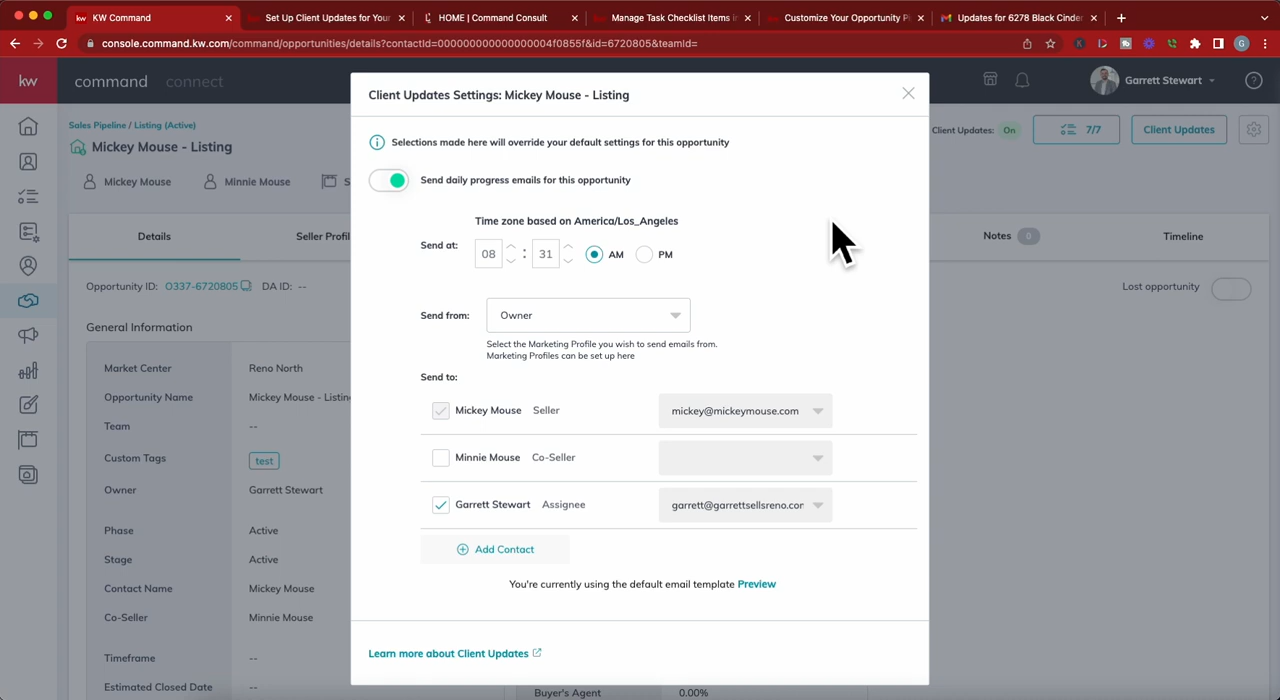 kw KW Command
Set Up Client Updates for Your
HOME | Command Consult
Manage Task Checklist Items i
Customize Your Opportunity P
Updates for 6278 Black Cinder
console.command.kw.com/command/opportunities/details?contactId=000000000000000004f0855f&id=6720805&teamId=
kw command connect
Garrett Stewart
Sales Pipeline / Listing (Active)
Mickey Mouse - Listing
Client Updates: On
7/7
Client Updates
Mickey Mouse
Minnie Mouse
S
Details
Seller Profil
Notes 0
Timeline
Opportunity ID: O337-6720805 DA ID: --
Lost opportunity
General Information
Market Center Reno North
Opportunity Name Mickey Mouse - Listin
Team --
Custom Tags test
Owner Garrett Stewart
Phase Active
Stage Active
Contact Name Mickey Mouse
Co-Seller Minnie Mouse
Timeframe --
Estimated Closed Date --
Buyer's Agent 0.00%
Client Updates Settings: Mickey Mouse - Listing
Selections made here will override your default settings for this opportunity
Send daily progress emails for this opportunity
Time zone based on America/Los_Angeles
Send at: 08 : 31 AM PM
Send from: Owner
Select the Marketing Profile you wish to send emails from.
Marketing Profiles can be set up here
Send to:
Mickey Mouse Seller mickey@mickeymouse.com
Minnie Mouse Co-Seller
Garrett Stewart Assignee garrett@garrettsellsreno.cor
Add Contact
You're currently using the default email template Preview
Learn more about Client Updates